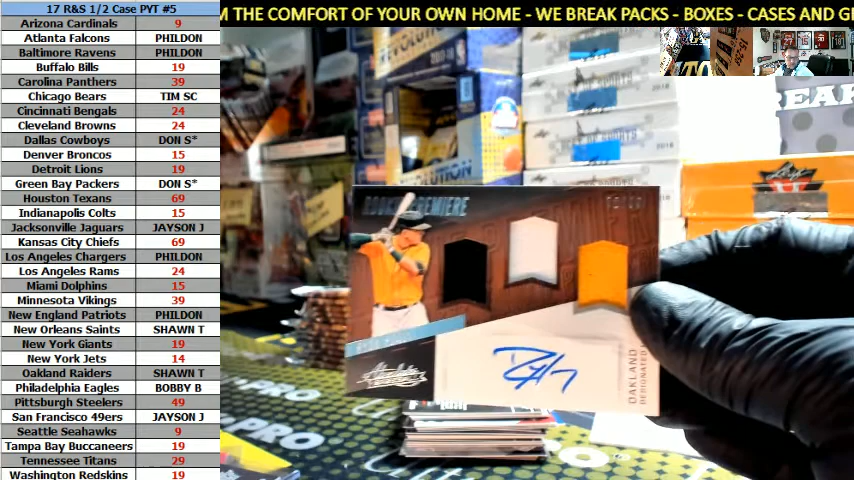 17 R&S 1/2 Case PYT #5
Arizona Cardinals 9
Atlanta Falcons PHILDON
Baltimore Ravens PHILDON
Buffalo Bills 19
Carolina Panthers 39
Chicago Bears TIM SC
Cincinnati Bengals 24
Cleveland Browns 24
Dallas Cowboys DON S*
Denver Broncos 15
Detroit Lions 19
Green Bay Packers DON S*
Houston Texans 69
Indianapolis Colts 15
Jacksonville Jaguars JAYSON J
Kansas City Chiefs 69
Los Angeles Chargers PHILDON
Los Angeles Rams 24
Miami Dolphins 15
Minnesota Vikings 39
New England Patriots PHILDON
New Orleans Saints SHAWN T
New York Giants 19
New York Jets 14
Oakland Raiders SHAWN T
Philadelphia Eagles BOBBY B
Pittsburgh Steelers 49
San Francisco 49ers JAYSON J
Seattle Seahawks 9
Tampa Bay Buccaneers 19
Tennessee Titans 29
Washington Redskins 19
M THE COMFORT OF YOUR OWN HOME - WE BREAK PACKS - BOXES - CASES AND G
ROOKIE PREMIERE
Absolute
OAKLAND
DESIGNATED
REVOLUTION
2018
BREAK
PRO
PRO